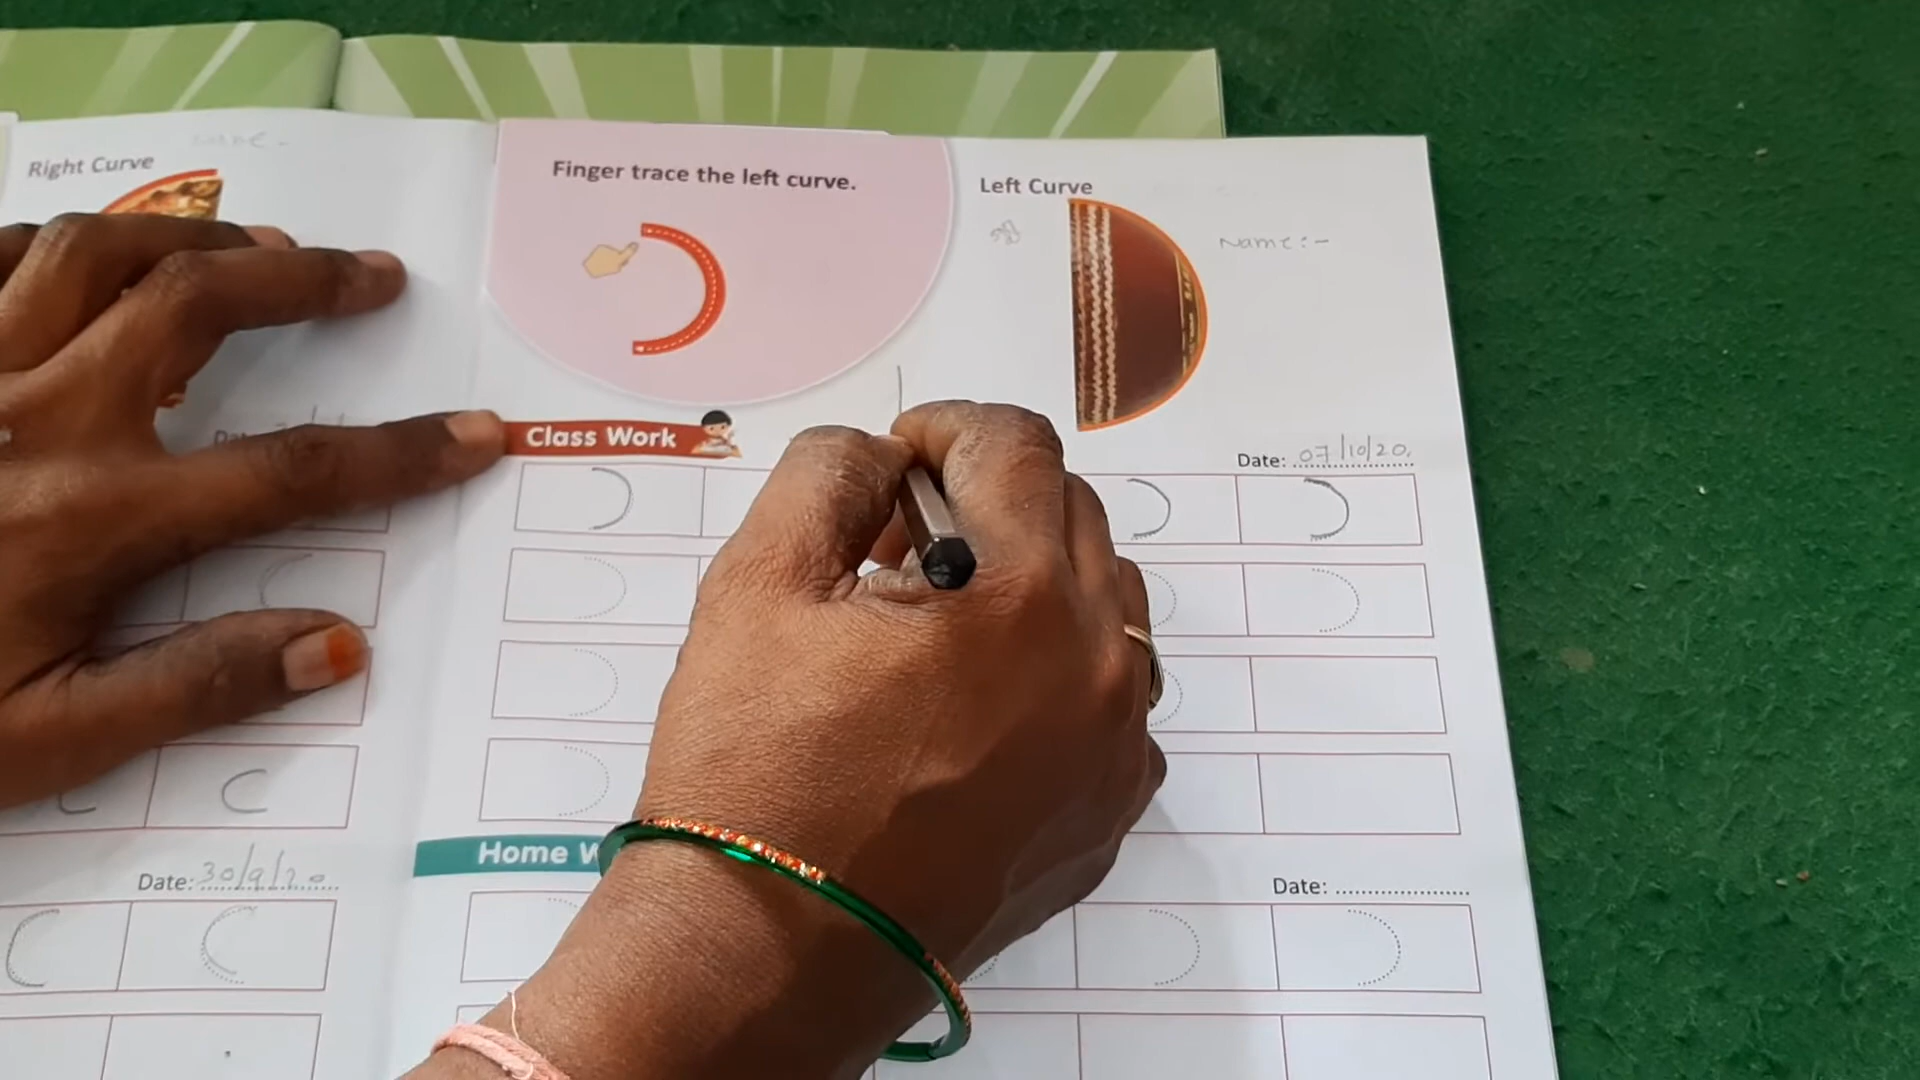 Right Curve
Finger trace the left curve.
Left Curve
Name:-
Class Work
Date: 07/10/20.
Home W
Date: 30/9/20
Date: